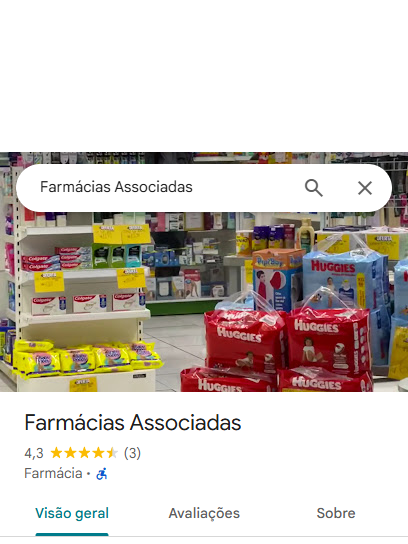 Farmácias Associadas
Colgate
Colgate
Colgate
HUGGIES
HUGGIES
HUGGIES
HUGGIES
HUGGIES
Farmácias Associadas
4,3 (3)
Farmácia ·
Visão geral
Avaliações
Sobre